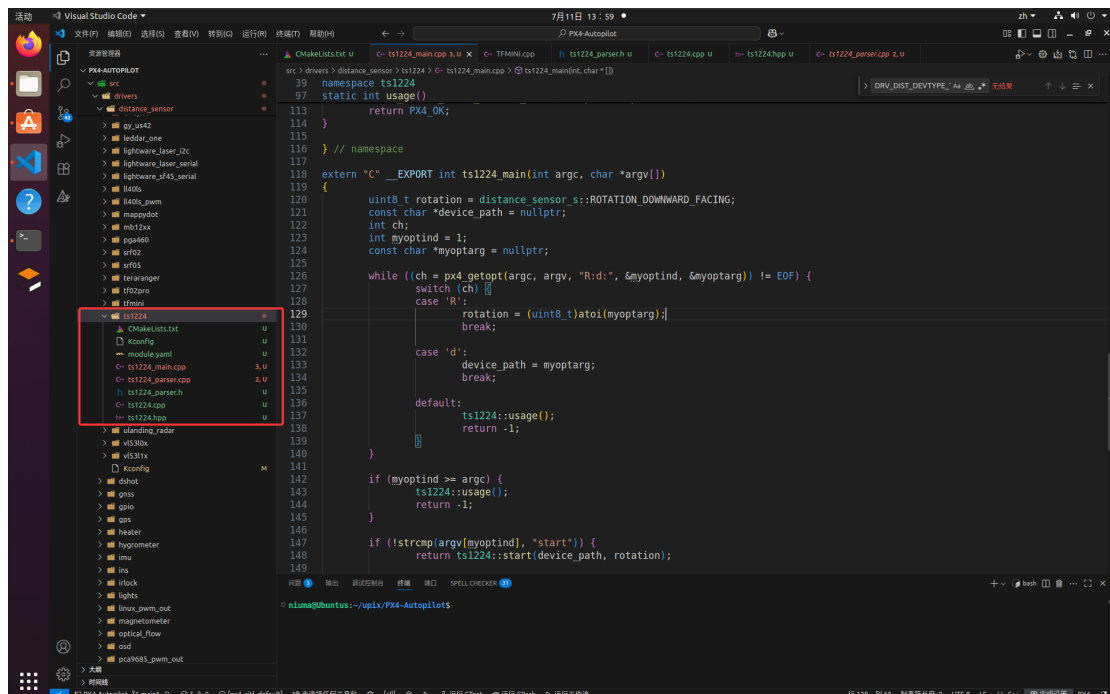 活动
Visual Studio Code
7月11日 13：59
zh
文件(F) 编辑(E) 选择(S) 查看(V) 转到(G) 运行(R) 终端(T) 帮助(H)
PX4-Autopilot
资源管理器
CMakeLists.txt U
ts1224_main.cpp 3, U
TFMINI.cpp
ts1224_parser.h U
ts1224.cpp U
ts1224.hpp U
ts1224_parser.cpp 2, U
PX4-AUTOPILOT
src
drivers
distance_sensor
gy_us42
leddar_one
lightware_laser_i2c
lightware_laser_serial
lightware_sf45_serial
ll40ls
ll40ls_pwm
mappydot
mb12xx
pga460
srf02
srf05
teraranger
tf02pro
tfmini
ts1224
CMakeLists.txt U
Kconfig U
module.yaml U
ts1224_main.cpp 3, U
ts1224_parser.cpp 2, U
ts1224_parser.h U
ts1224.cpp U
ts1224.hpp U
ulanding_radar
vl53l0x
vl53l1x
Kconfig M
dshot
gnss
gpio
gps
heater
hygrometer
imu
ins
irlock
lights
linux_pwm_out
magnetometer
optical_flow
osd
pca9685_pwm_out
大纲
时间线
src > drivers > distance_sensor > ts1224 > ts1224_main.cpp > ts1224_main(int, char * [])
DRV_DIST_DEVTYPE_ 无结果
39 namespace ts1224
97 static int usage()
113 return PX4_OK;
114 }
115
116 } // namespace
117
118 extern "C" __EXPORT int ts1224_main(int argc, char *argv[])
119 {
120 uint8_t rotation = distance_sensor_s::ROTATION_DOWNWARD_FACING;
121 const char *device_path = nullptr;
122 int ch;
123 int myoptind = 1;
124 const char *myoptarg = nullptr;
125
126 while ((ch = px4_getopt(argc, argv, "R:d:", &myoptind, &myoptarg)) != EOF) {
127 switch (ch) {
128 case 'R':
129 rotation = (uint8_t)atoi(myoptarg);
130 break;
131
132 case 'd':
133 device_path = myoptarg;
134 break;
135
136 default:
137 ts1224::usage();
138 return -1;
139 }
140 }
141
142 if (myoptind >= argc) {
143 ts1224::usage();
144 return -1;
145 }
146
147 if (!strcmp(argv[myoptind], "start")) {
148 return ts1224::start(device_path, rotation);
149
问题 5 输出 调试控制台 终端 端口 SPELL CHECKER 31
bash
niuma@Ubuntus:~/upix/PX4-Autopilot$